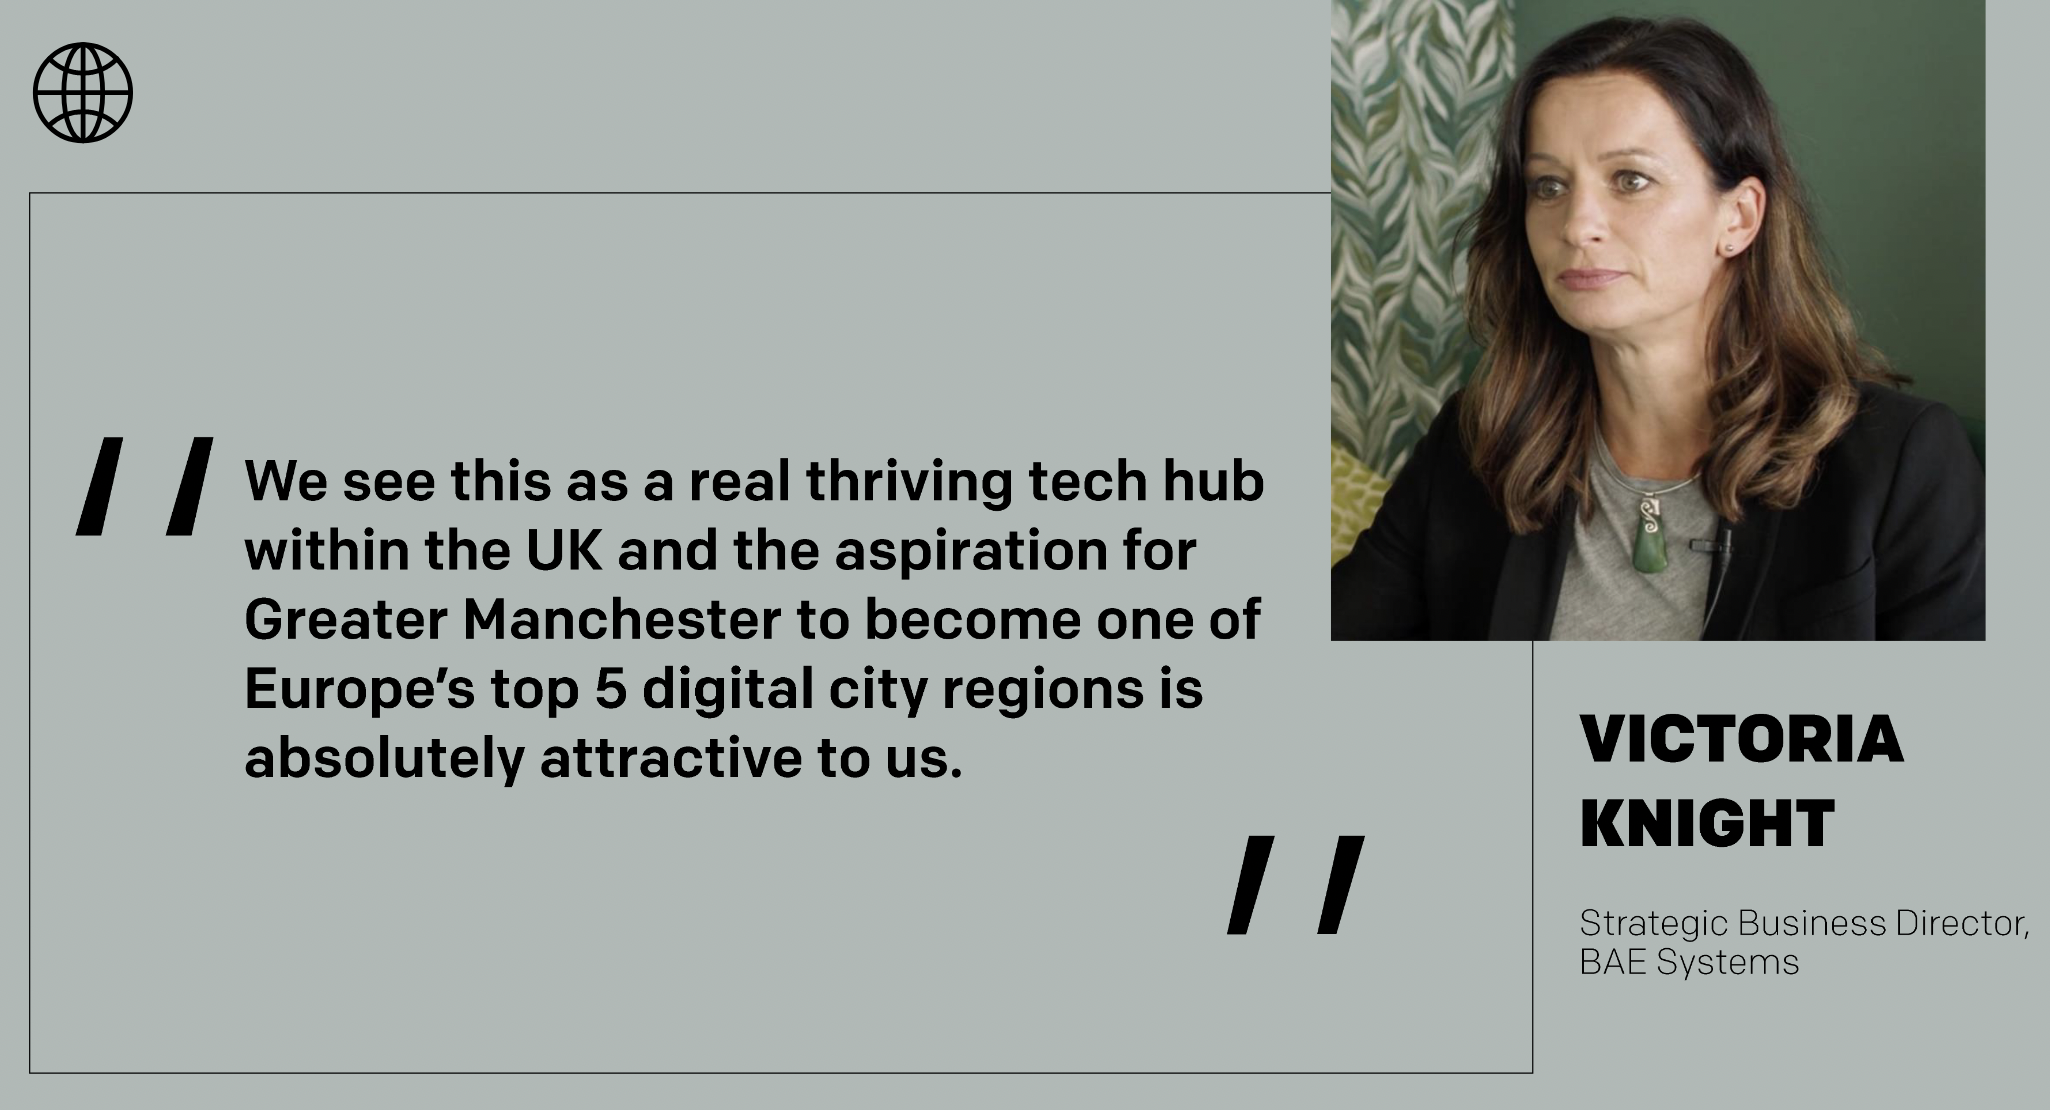 We see this as a real thriving tech hub
within the UK and the aspiration for
Greater Manchester to become one of
Europe’s top 5 digital city regions is
absolutely attractive to us.
VICTORIA
KNIGHT
Strategic Business Director,
BAE Systems